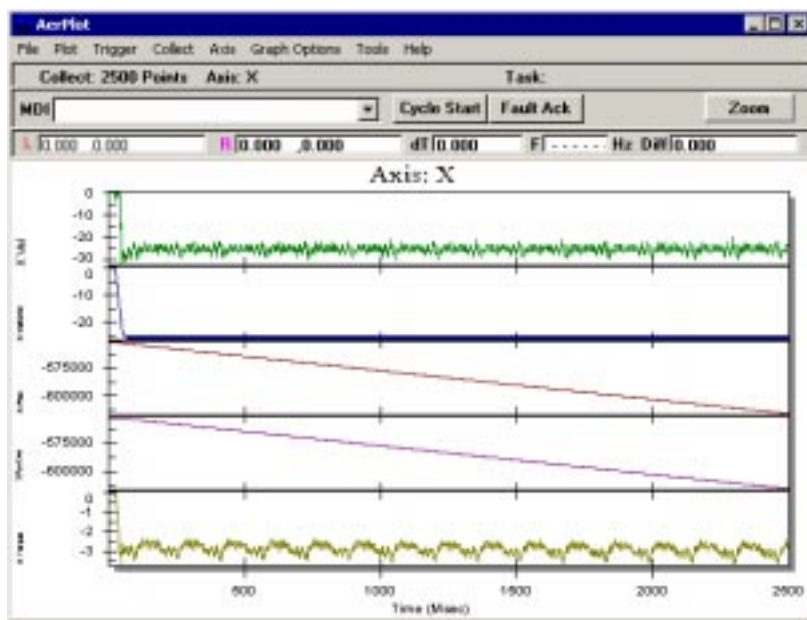 AerPlot
File Plot Trigger Collect Axis Graph Options Tools Help
Collect: 2500 Points Axis: X Task:
MDI Cycle Start Fault Ack Zoom
L 0.000 ,0.000 R 0.000 ,0.000 dT 0.000 F ------ Hz Diff 0.000
Axis: X
0
-10
-20
-30
0
-10
-20
-575000
-600000
-575000
-600000
0
-1
-2
-3
500 1000 1500 2000 2500
Time (Msec)